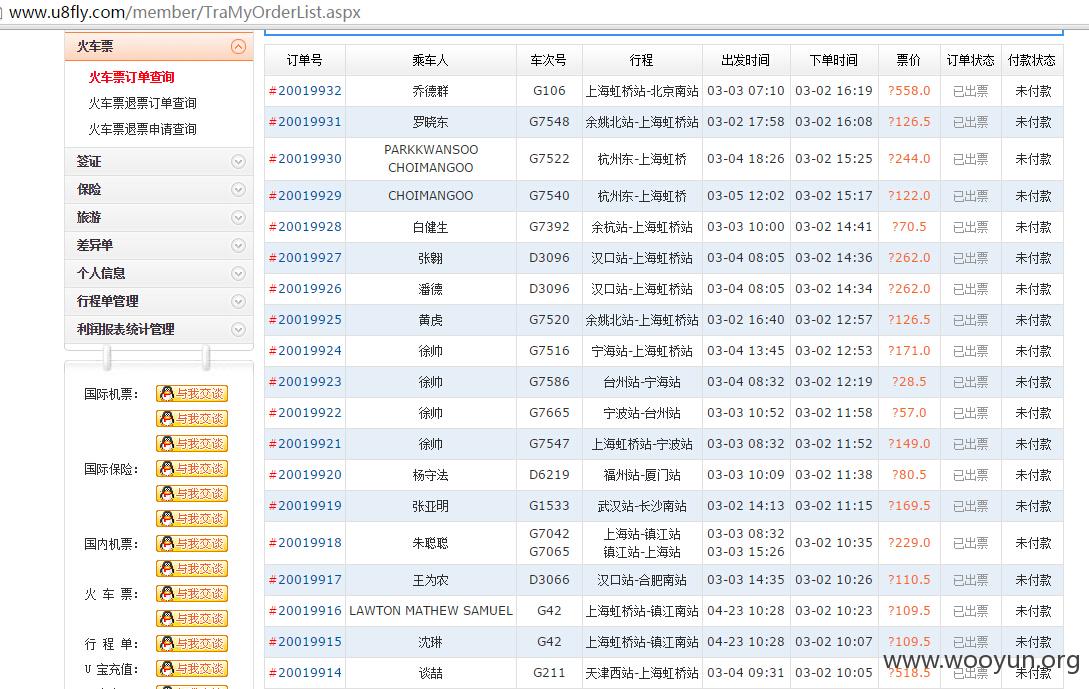 www.u8fly.com/member/TraMyOrderList.aspx
火车票
火车票订单查询
火车票退票订单查询
火车票退票申请查询
签证
保险
旅游
差异单
个人信息
行程单管理
利润报表统计管理
国际机票: 与我交谈
与我交谈
与我交谈
国际保险: 与我交谈
与我交谈
与我交谈
国内机票: 与我交谈
与我交谈
火 车 票: 与我交谈
与我交谈
行 程 单: 与我交谈
U 宝充值: 与我交谈
订单号 乘车人 车次号 行程 出发时间 下单时间 票价 订单状态 付款状态
#20019932 乔德群 G106 上海虹桥站-北京南站 03-03 07:10 03-02 16:19 ?558.0 已出票 未付款
#20019931 罗晓东 G7548 余姚北站-上海虹桥站 03-02 17:58 03-02 16:08 ?126.5 已出票 未付款
#20019930 PARKKWANSOO CHOIMANGOO G7522 杭州东-上海虹桥 03-04 18:26 03-02 15:25 ?244.0 已出票 未付款
#20019929 CHOIMANGOO G7540 杭州东-上海虹桥 03-05 12:02 03-02 15:17 ?122.0 已出票 未付款
#20019928 白健生 G7392 余杭站-上海虹桥站 03-03 10:00 03-02 14:41 ?70.5 已出票 未付款
#20019927 张翱 D3096 汉口站-上海虹桥站 03-04 08:05 03-02 14:36 ?262.0 已出票 未付款
#20019926 潘德 D3096 汉口站-上海虹桥站 03-04 08:05 03-02 14:34 ?262.0 已出票 未付款
#20019925 黄虎 G7520 余姚北站-上海虹桥站 03-02 16:40 03-02 12:57 ?126.5 已出票 未付款
#20019924 徐帅 G7516 宁海站-上海虹桥站 03-04 13:45 03-02 12:53 ?171.0 已出票 未付款
#20019923 徐帅 G7586 台州站-宁海站 03-04 08:32 03-02 12:19 ?28.5 已出票 未付款
#20019922 徐帅 G7665 宁波站-台州站 03-03 10:52 03-02 11:58 ?57.0 已出票 未付款
#20019921 徐帅 G7547 上海虹桥站-宁波站 03-03 08:32 03-02 11:52 ?149.0 已出票 未付款
#20019920 杨守法 D6219 福州站-厦门站 03-03 10:09 03-02 11:38 ?80.5 已出票 未付款
#20019919 张亚明 G1533 武汉站-长沙南站 03-02 14:13 03-02 11:15 ?169.5 已出票 未付款
#20019918 朱聪聪 G7042 G7065 上海站-镇江站 镇江站-上海站 03-03 08:32 03-03 15:26 03-02 10:35 ?229.0 已出票 未付款
#20019917 王为农 D3066 汉口站-合肥南站 03-03 14:35 03-02 10:26 ?110.5 已出票 未付款
#20019916 LAWTON MATHEW SAMUEL G42 上海虹桥站-镇江南站 04-23 10:28 03-02 10:23 ?109.5 已出票 未付款
#20019915 沈琳 G42 上海虹桥站-镇江南站 04-23 10:28 03-02 10:07 ?109.5 已出票 未付款
#20019914 谈喆 G211 天津西站-上海虹桥站 03-04 09:31 03-02 10:05 ?518.5 已出票 未付款
www.wooyun.org